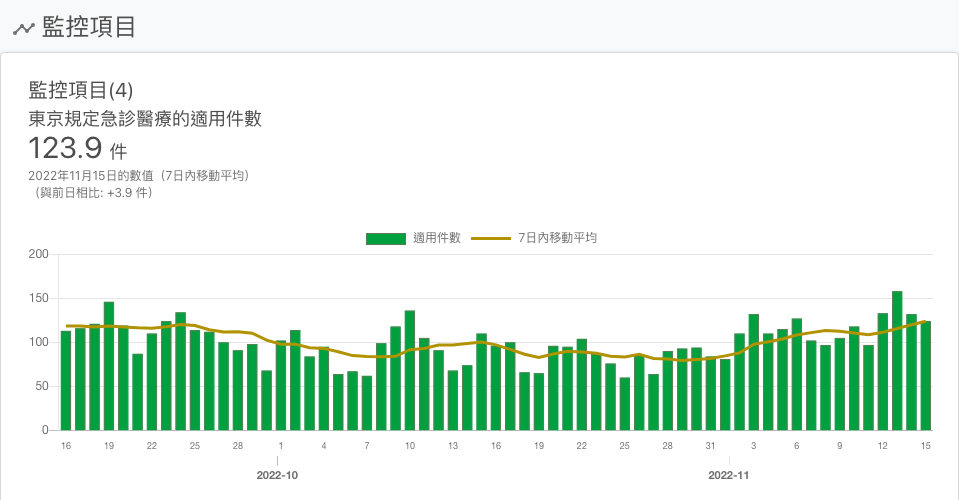 監控項目
監控項目(4)
東京規定急診醫療的適用件數
123.9 件
2022年11月15日的數值（7日內移動平均）
（與前日相比: +3.9 件）
適用件數 7日內移動平均
200
150
100
50
0
16 19 22 25 28 1 4 7 10 13 16 19 22 25 28 31 3 6 9 12 15
2022-10 2022-11